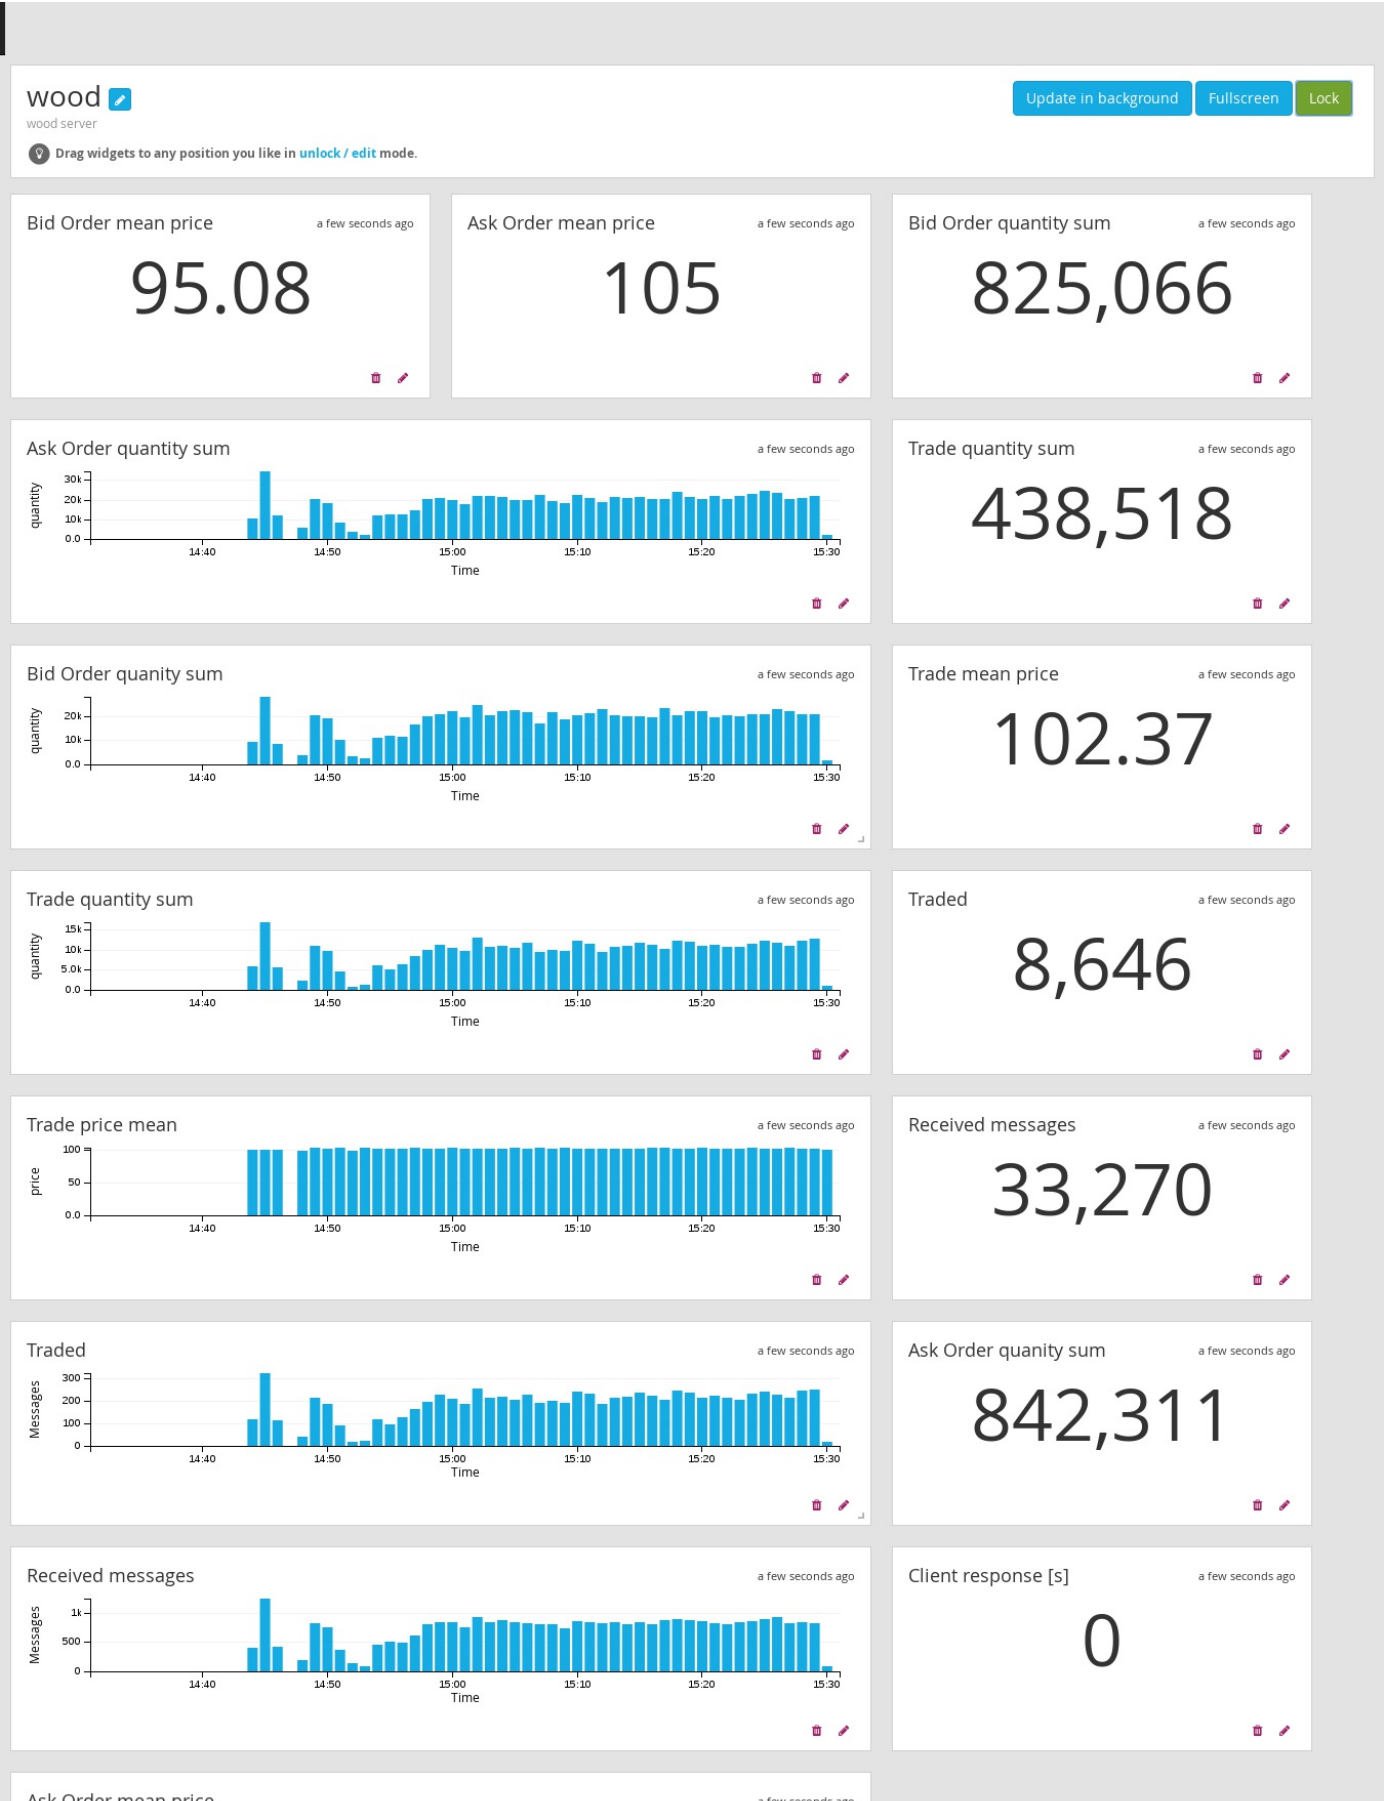 wood
Update in background Fullscreen Lock
wood server
Drag widgets to any position you like in unlock / edit mode.
Bid Order mean price a few seconds ago
95.08
Ask Order mean price a few seconds ago
105
Bid Order quantity sum a few seconds ago
825,066
Ask Order quantity sum a few seconds ago
quantity
30k
20k
10k
0.0
14:40 14:50 15:00 15:10 15:20 15:30
Time
Trade quantity sum a few seconds ago
438,518
Bid Order quanity sum a few seconds ago
quantity
20k
10k
0.0
14:40 14:50 15:00 15:10 15:20 15:30
Time
Trade mean price a few seconds ago
102.37
Trade quantity sum a few seconds ago
quantity
15k
10k
5.0k
0.0
14:40 14:50 15:00 15:10 15:20 15:30
Time
Traded a few seconds ago
8,646
Trade price mean a few seconds ago
price
100
50
0.0
14:40 14:50 15:00 15:10 15:20 15:30
Time
Received messages a few seconds ago
33,270
Traded a few seconds ago
Messages
300
200
100
0
14:40 14:50 15:00 15:10 15:20 15:30
Time
Ask Order quanity sum a few seconds ago
842,311
Received messages a few seconds ago
Messages
1k
500
0
14:40 14:50 15:00 15:10 15:20 15:30
Time
Client response [s] a few seconds ago
0
Ask Order mean price a few seconds ago